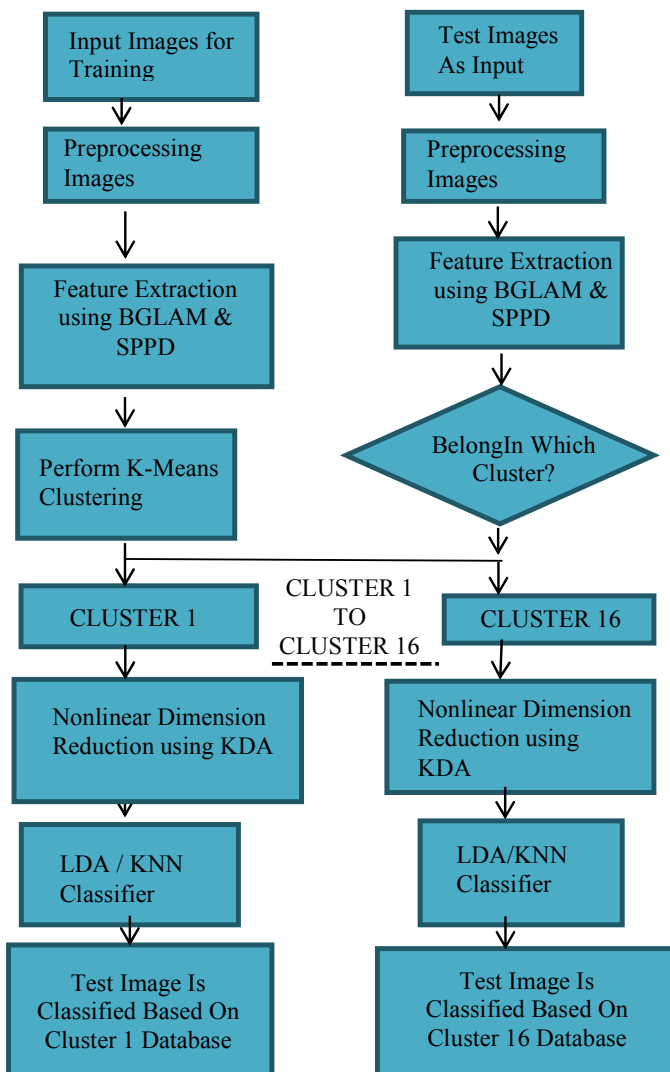 Input Images for
Training
Preprocessing
Images
Feature Extraction
using BGLAM &
SPPD
Perform K-Means
Clustering
CLUSTER 1
Nonlinear Dimension
Reduction using KDA
LDA / KNN
Classifier
Test Image Is
Classified Based On
Cluster 1 Database
CLUSTER 1
TO
CLUSTER 16
Test Images
As Input
Preprocessing
Images
Feature Extraction
using BGLAM &
SPPD
BelongIn Which
Cluster?
CLUSTER 16
Nonlinear Dimension
Reduction using
KDA
LDA/KNN
Classifier
Test Image Is
Classified Based On
Cluster 16 Database